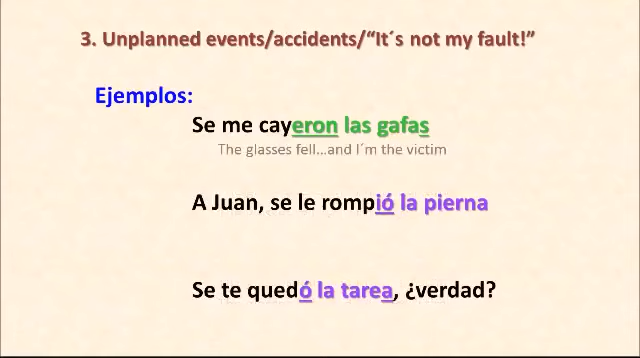 3. Unplanned events/accidents/“It´s not my fault!”
Ejemplos:
Se me cayeron las gafas
The glasses fell...and I´m the victim
A Juan, se le rompió la pierna
Se te quedó la tarea, ¿verdad?